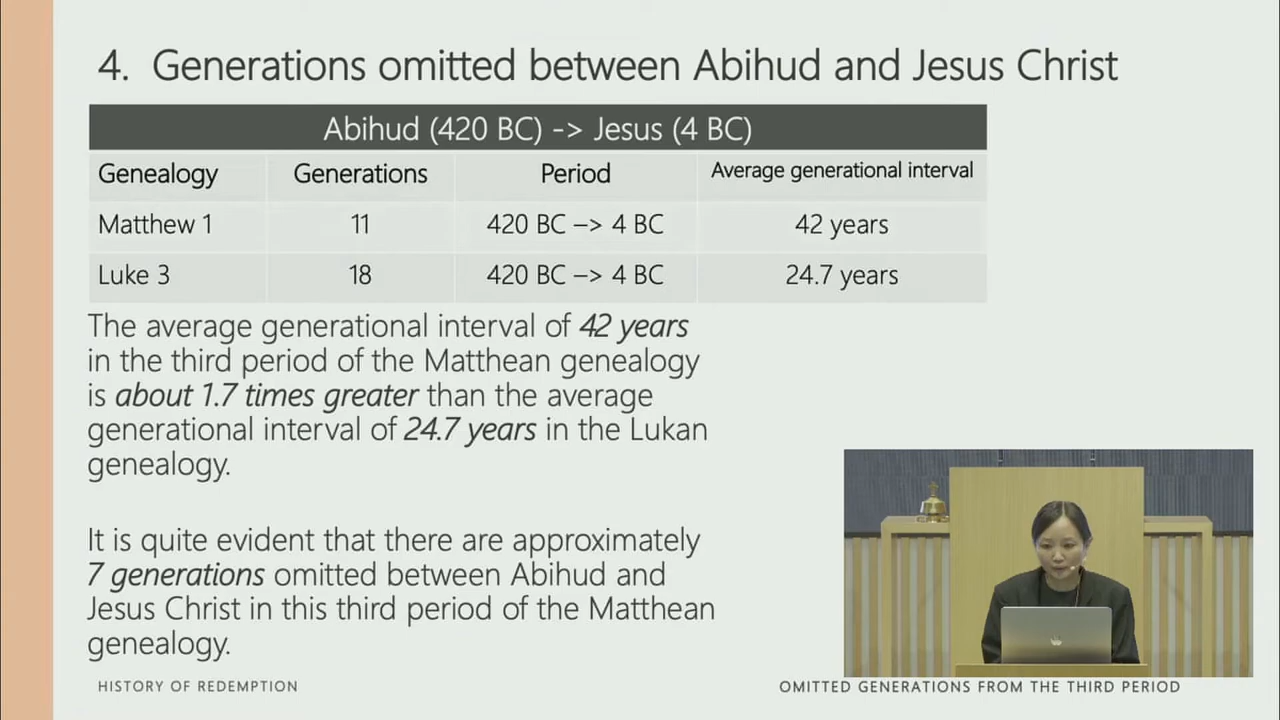 4. Generations omitted between Abihud and Jesus Christ
Abihud (420 BC) -> Jesus (4 BC)
Genealogy Generations Period Average generational interval
Matthew 1 11 420 BC –> 4 BC 42 years
Luke 3 18 420 BC –> 4 BC 24.7 years
The average generational interval of 42 years
in the third period of the Matthean genealogy
is about 1.7 times greater than the average
generational interval of 24.7 years in the Lukan
genealogy.
It is quite evident that there are approximately
7 generations omitted between Abihud and
Jesus Christ in this third period of the Matthean
genealogy.
HISTORY OF REDEMPTION
OMITTED GENERATIONS FROM THE THIRD PERIOD